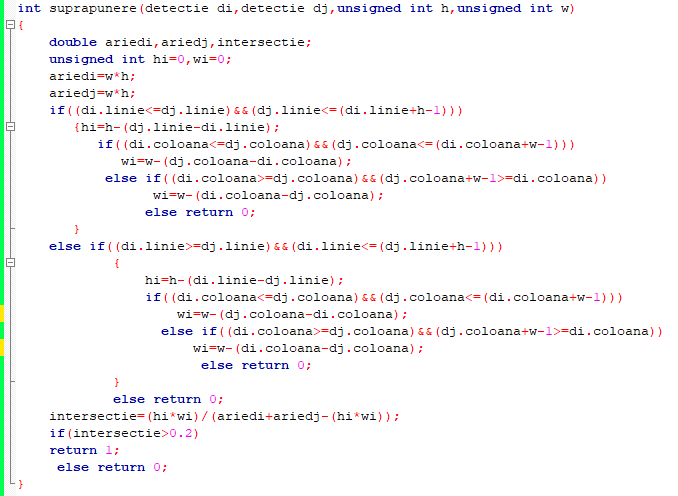 int suprapunere(detectie di,detectie dj,unsigned int h,unsigned int w)
{
double ariedi,ariedj,intersectie;
unsigned int hi=0,wi=0;
ariedi=w*h;
ariedj=w*h;
if((di.linie<=dj.linie)&&(dj.linie<=(di.linie+h-1)))
{hi=h-(dj.linie-di.linie);
if((di.coloana<=dj.coloana)&&(dj.coloana<=(di.coloana+w-1)))
wi=w-(dj.coloana-di.coloana);
else if((di.coloana>=dj.coloana)&&(dj.coloana+w-1>=di.coloana))
wi=w-(di.coloana-dj.coloana);
else return 0;
}
else if((di.linie>=dj.linie)&&(di.linie<=(dj.linie+h-1)))
{
hi=h-(di.linie-dj.linie);
if((di.coloana<=dj.coloana)&&(dj.coloana<=(di.coloana+w-1)))
wi=w-(dj.coloana-di.coloana);
else if((di.coloana>=dj.coloana)&&(dj.coloana+w-1>=di.coloana))
wi=w-(di.coloana-dj.coloana);
else return 0;
}
else return 0;
intersectie=(hi*wi)/(ariedi+ariedj-(hi*wi));
if(intersectie>0.2)
return 1;
else return 0;
}